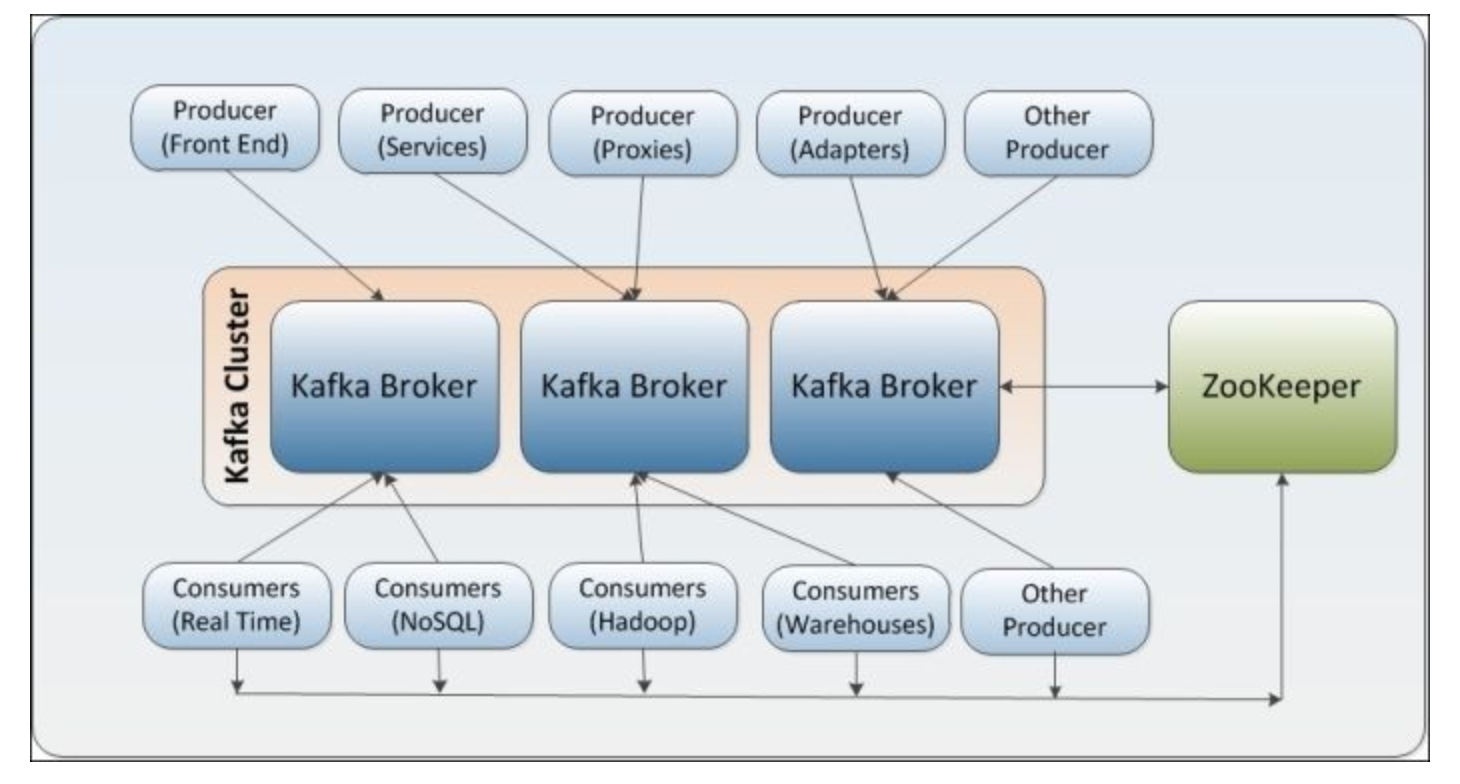 Producer
(Front End)
Producer
(Services)
Producer
(Proxies)
Producer
(Adapters)
Other
Producer
Kafka Cluster
Kafka Broker
Kafka Broker
Kafka Broker
ZooKeeper
Consumers
(Real Time)
Consumers
(NoSQL)
Consumers
(Hadoop)
Consumers
(Warehouses)
Other
Producer